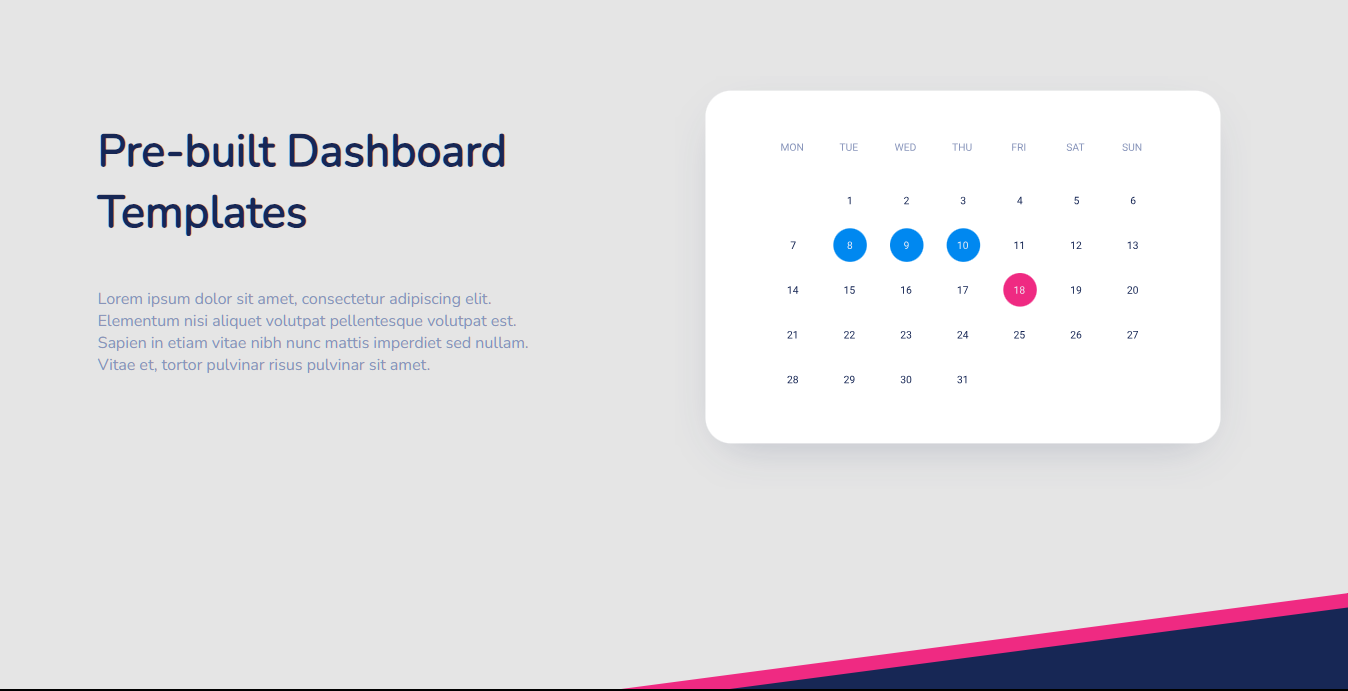 Pre-built Dashboard
Templates
Lorem ipsum dolor sit amet, consectetur adipiscing elit.
Elementum nisi aliquet volutpat pellentesque volutpat est.
Sapien in etiam vitae nibh nunc mattis imperdiet sed nullam.
Vitae et, tortor pulvinar risus pulvinar sit amet.
MON TUE WED THU FRI SAT SUN
1 2 3 4 5 6
7 8 9 10 11 12 13
14 15 16 17 18 19 20
21 22 23 24 25 26 27
28 29 30 31